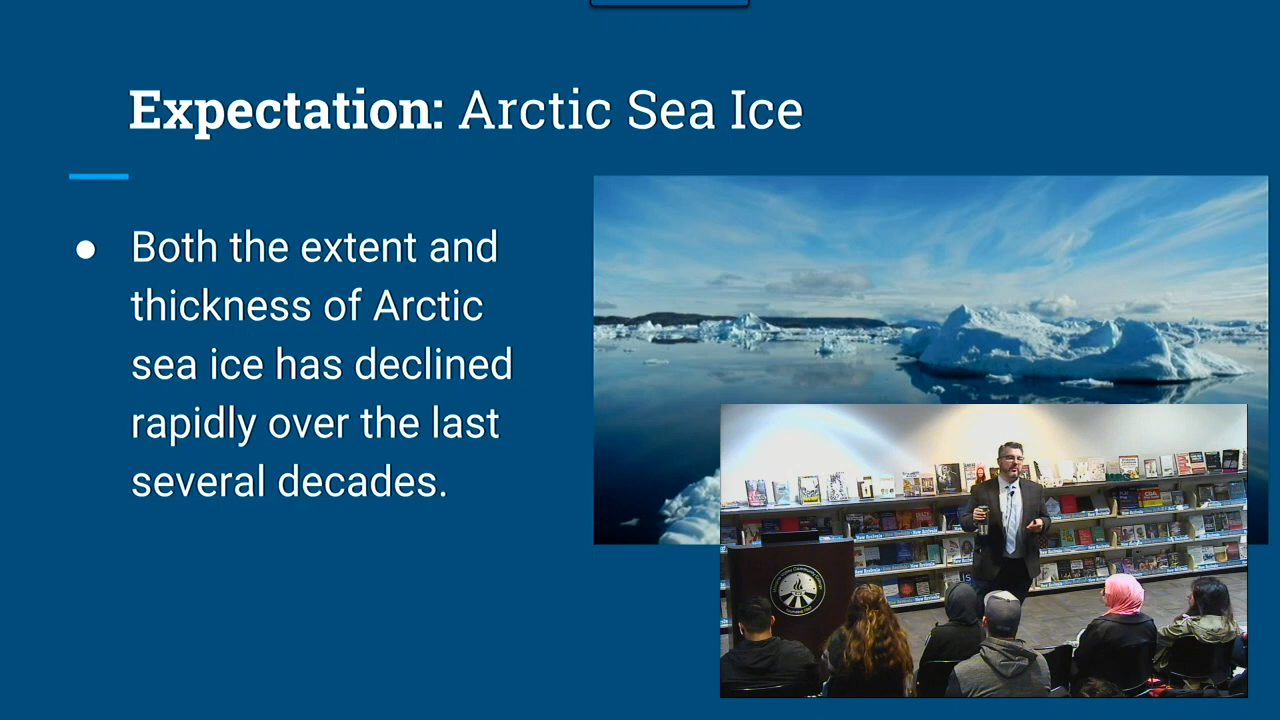 Expectation: Arctic Sea Ice
● Both the extent and
thickness of Arctic
sea ice has declined
rapidly over the last
several decades.